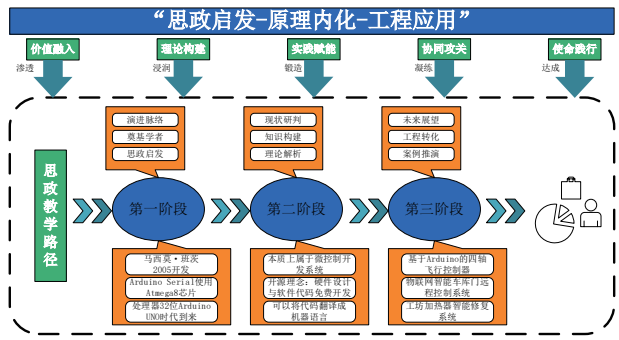 “思政启发-原理内化-工程应用”
价值融入
理论构建
实践赋能
协同攻关
使命践行
渗透
浸润
锻造
凝练
达成
思政教学路径
演进脉络
奠基学者
思政启发
现状研判
知识构建
理论解析
未来展望
工程转化
案例推演
第一阶段
第二阶段
第三阶段
马西莫·班茨
2005开发
Arduino Serial使用
Atmega8芯片
处理器32位Arduino
UNO时代到来
本质上属于微控制开
发系统
开源理念：硬件设计
与软件代码免费开发
可以将代码翻译成
机器语言
基于Arduino的四轴
飞行控制器
物联网智能车库门远
程控制系统
工坊加热器智能修复
系统